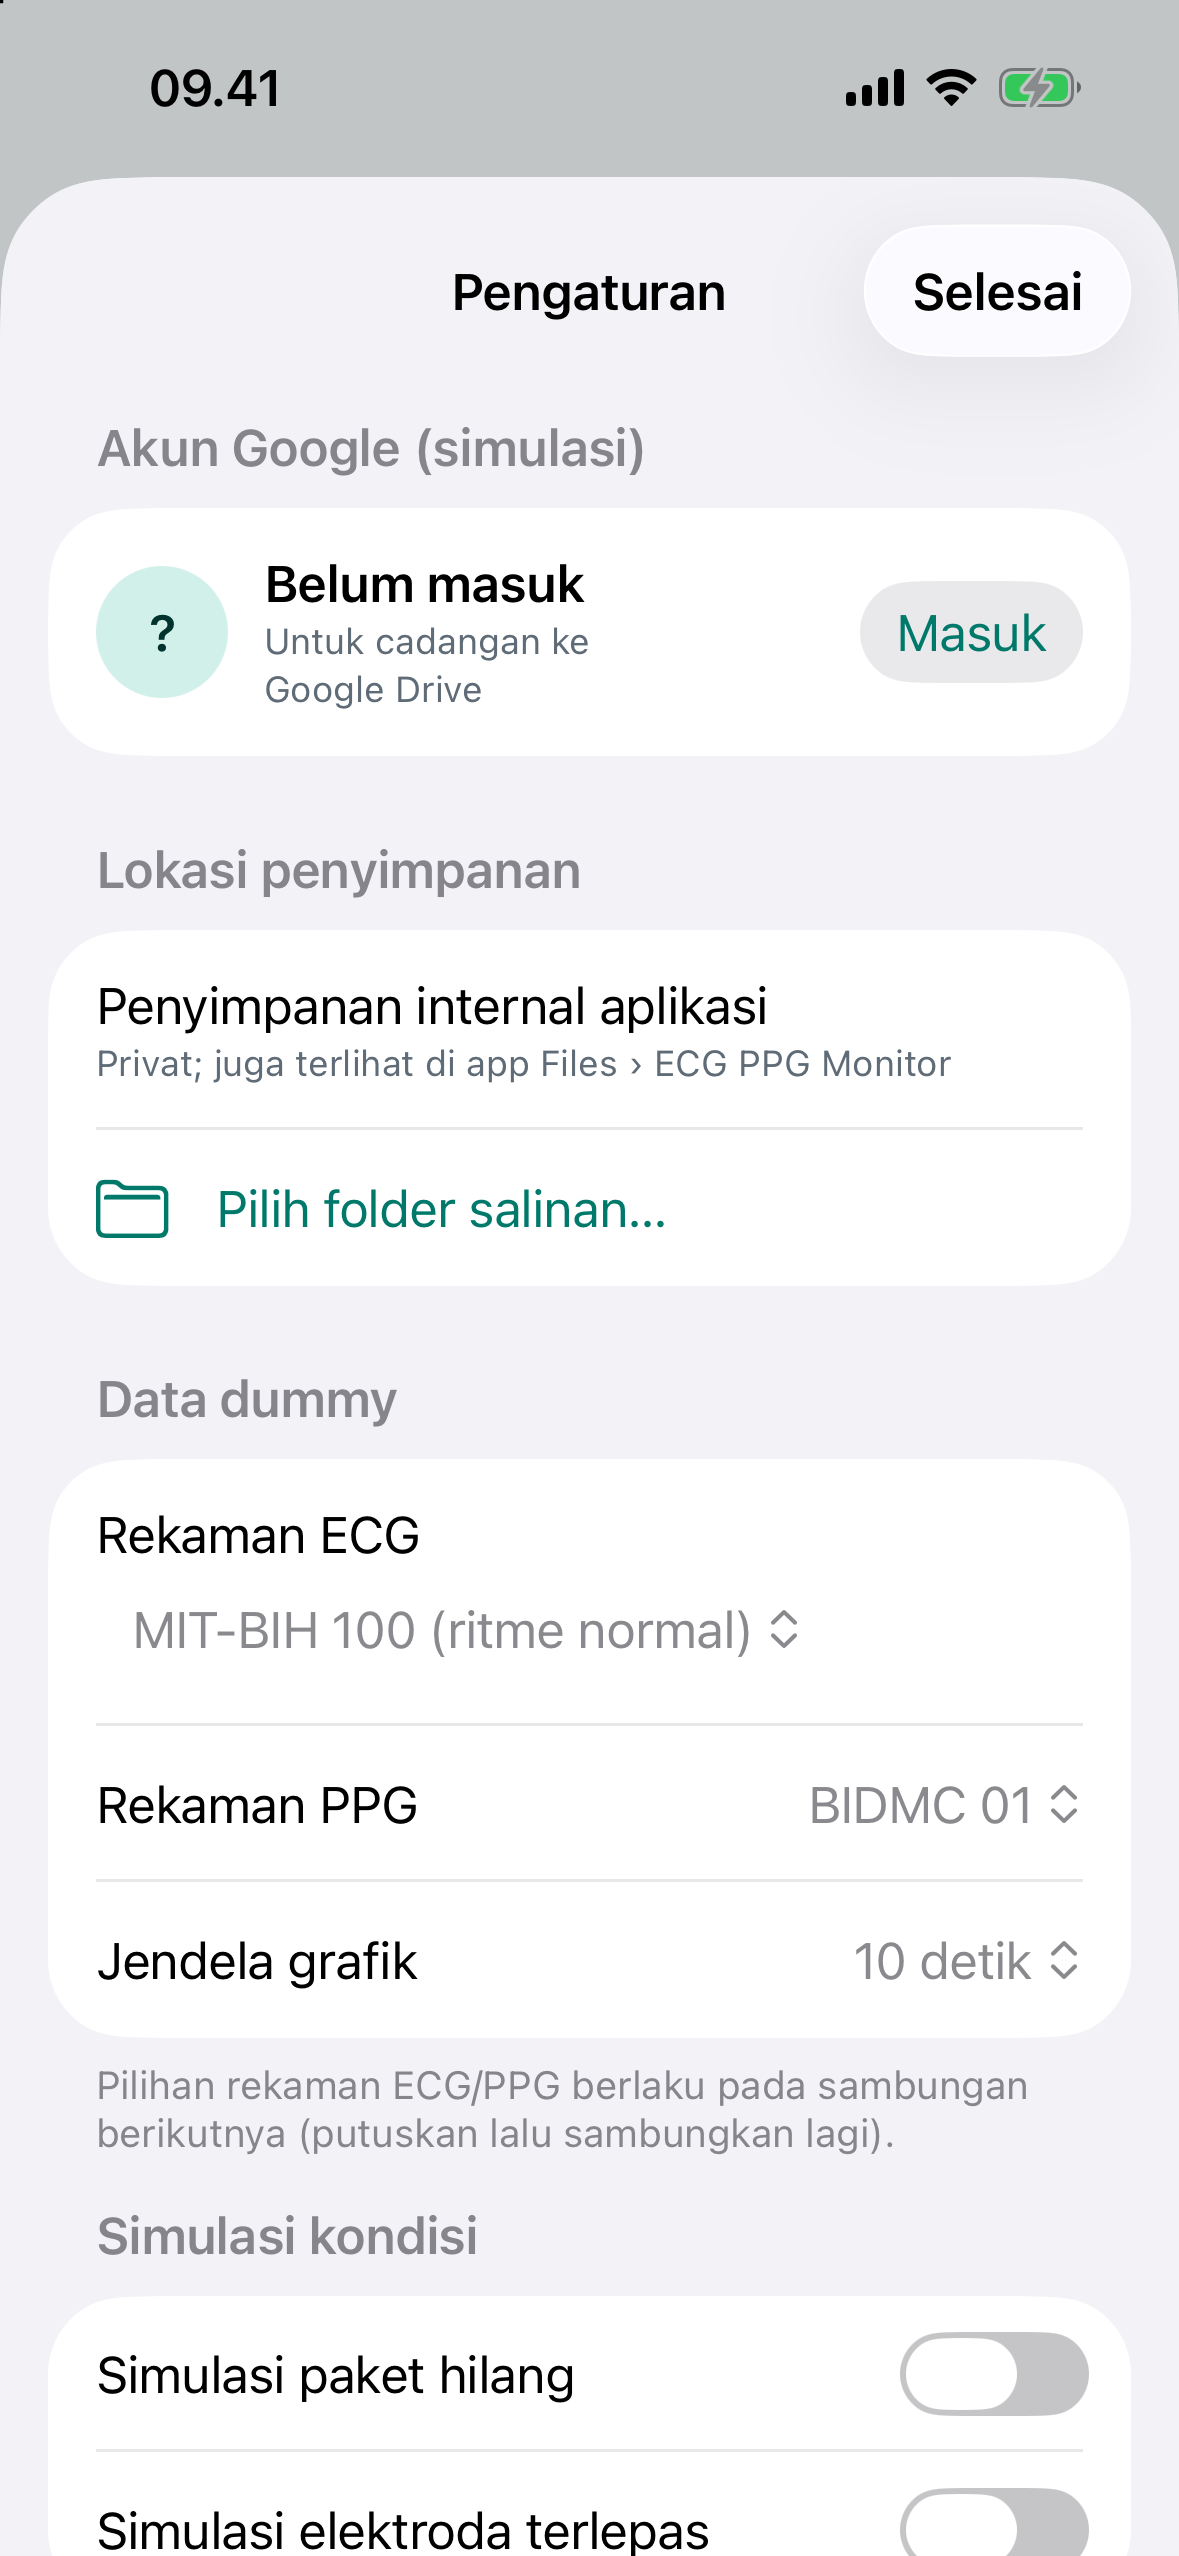 09.41
Pengaturan
Selesai
Akun Google (simulasi)
?
Belum masuk
Untuk cadangan ke
Google Drive
Masuk
Lokasi penyimpanan
Penyimpanan internal aplikasi
Privat; juga terlihat di app Files › ECG PPG Monitor
Pilih folder salinan...
Data dummy
Rekaman ECG
MIT-BIH 100 (ritme normal)
Rekaman PPG
BIDMC 01
Jendela grafik
10 detik
Pilihan rekaman ECG/PPG berlaku pada sambungan
berikutnya (putuskan lalu sambungkan lagi).
Simulasi kondisi
Simulasi paket hilang
Simulasi elektroda terlepas